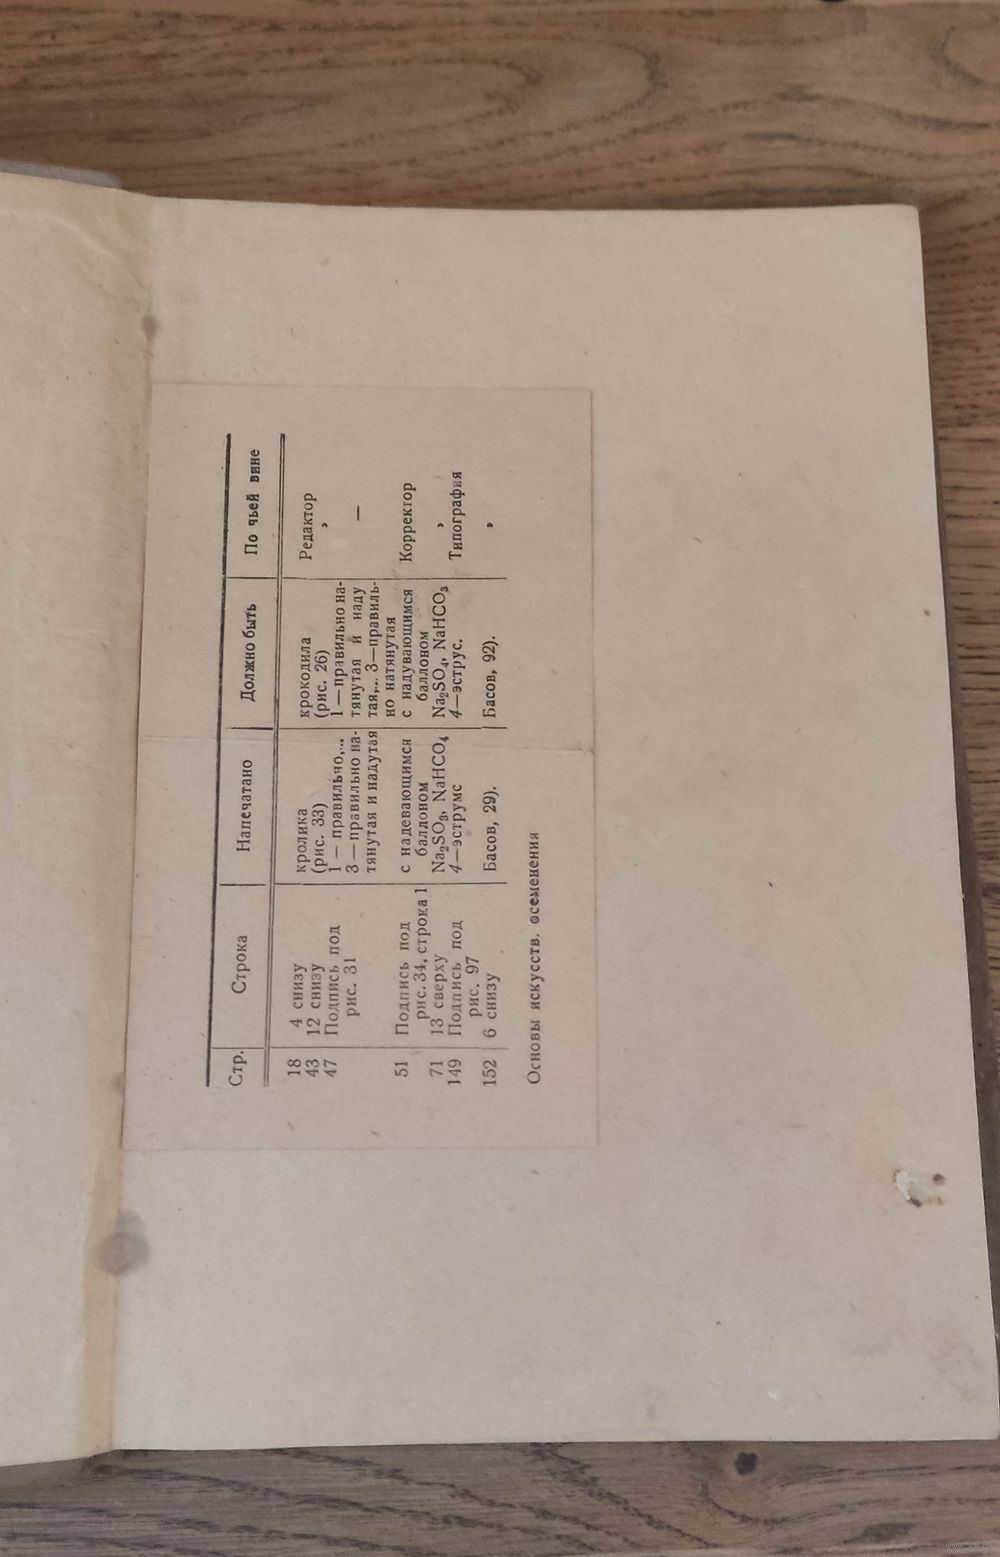 Стр. Строка Напечатано Должно быть По чьей вине
18 4 снизу кролика крокодила Редактор
43 12 снизу (рис. 33) (рис. 26) "
47 Подпись под 1 — правильно,... 1 — правильно на-
рис. 31 3 — правильно на- тянутая и наду —
тянутая и надутая тая,.. 3—правиль-
но натянутая
51 Подпись под с надевающимся с надувающимся Корректор
рис. 34, строка 1 баллоном баллоном
71 13 сверху Na₂SO₃, NaHCO₄ Na₂SO₄, NaHCO₃ "
149 Подпись под 4—эструмс 4—эструс. Типография
рис. 97
152 6 снизу Басов, 29). Басов, 92). "
Основы искусств. осеменения